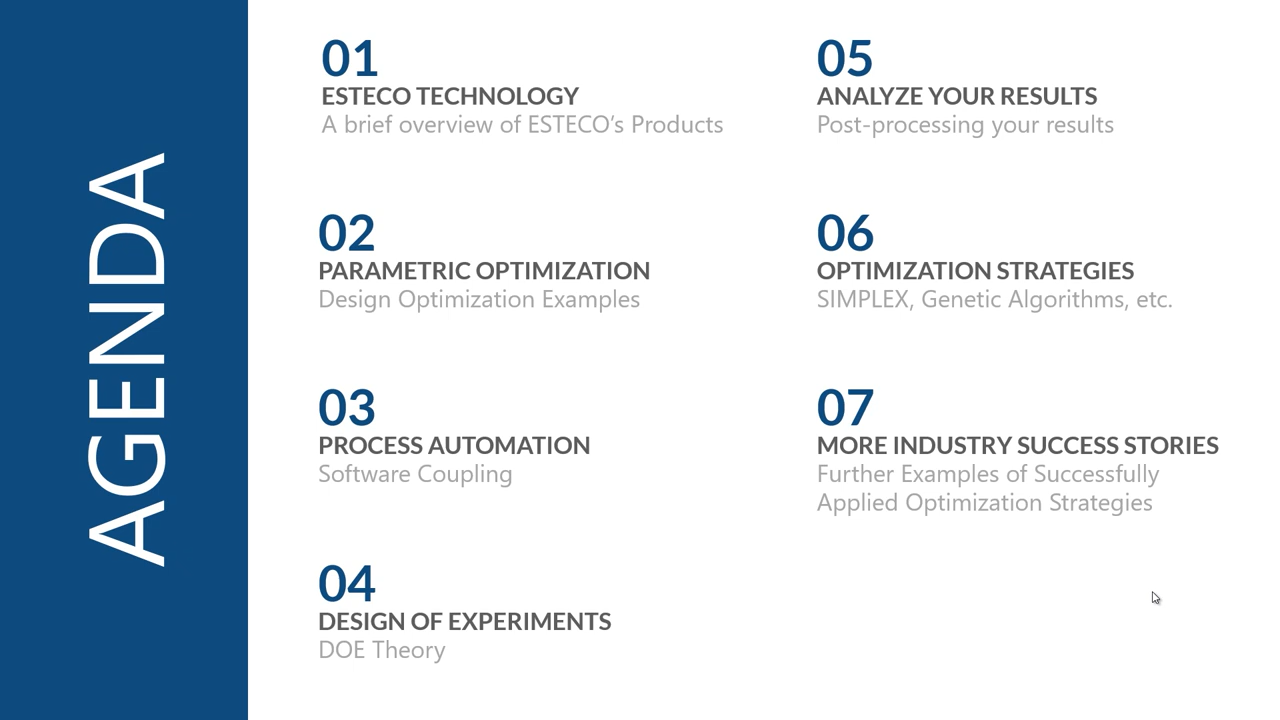 AGENDA
01
ESTECO TECHNOLOGY
A brief overview of ESTECO's Products
02
PARAMETRIC OPTIMIZATION
Design Optimization Examples
03
PROCESS AUTOMATION
Software Coupling
04
DESIGN OF EXPERIMENTS
DOE Theory
05
ANALYZE YOUR RESULTS
Post-processing your results
06
OPTIMIZATION STRATEGIES
SIMPLEX, Genetic Algorithms, etc.
07
MORE INDUSTRY SUCCESS STORIES
Further Examples of Successfully
Applied Optimization Strategies